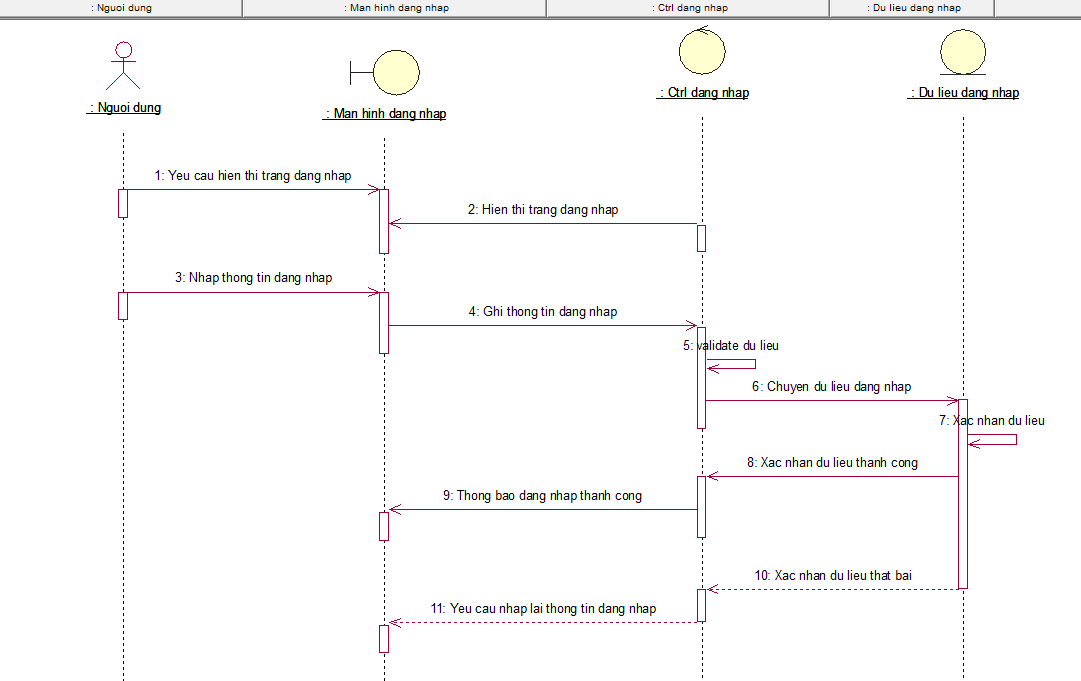 : Nguoi dung
: Man hinh dang nhap
: Ctrl dang nhap
: Du lieu dang nhap
: Nguoi dung
: Man hinh dang nhap
: Ctrl dang nhap
: Du lieu dang nhap
1: Yeu cau hien thi trang dang nhap
2: Hien thi trang dang nhap
3: Nhap thong tin dang nhap
4: Ghi thong tin dang nhap
5: validate du lieu
6: Chuyen du lieu dang nhap
7: Xac nhan du lieu
8: Xac nhan du lieu thanh cong
9: Thong bao dang nhap thanh cong
10: Xac nhan du lieu that bai
11: Yeu cau nhap lai thong tin dang nhap